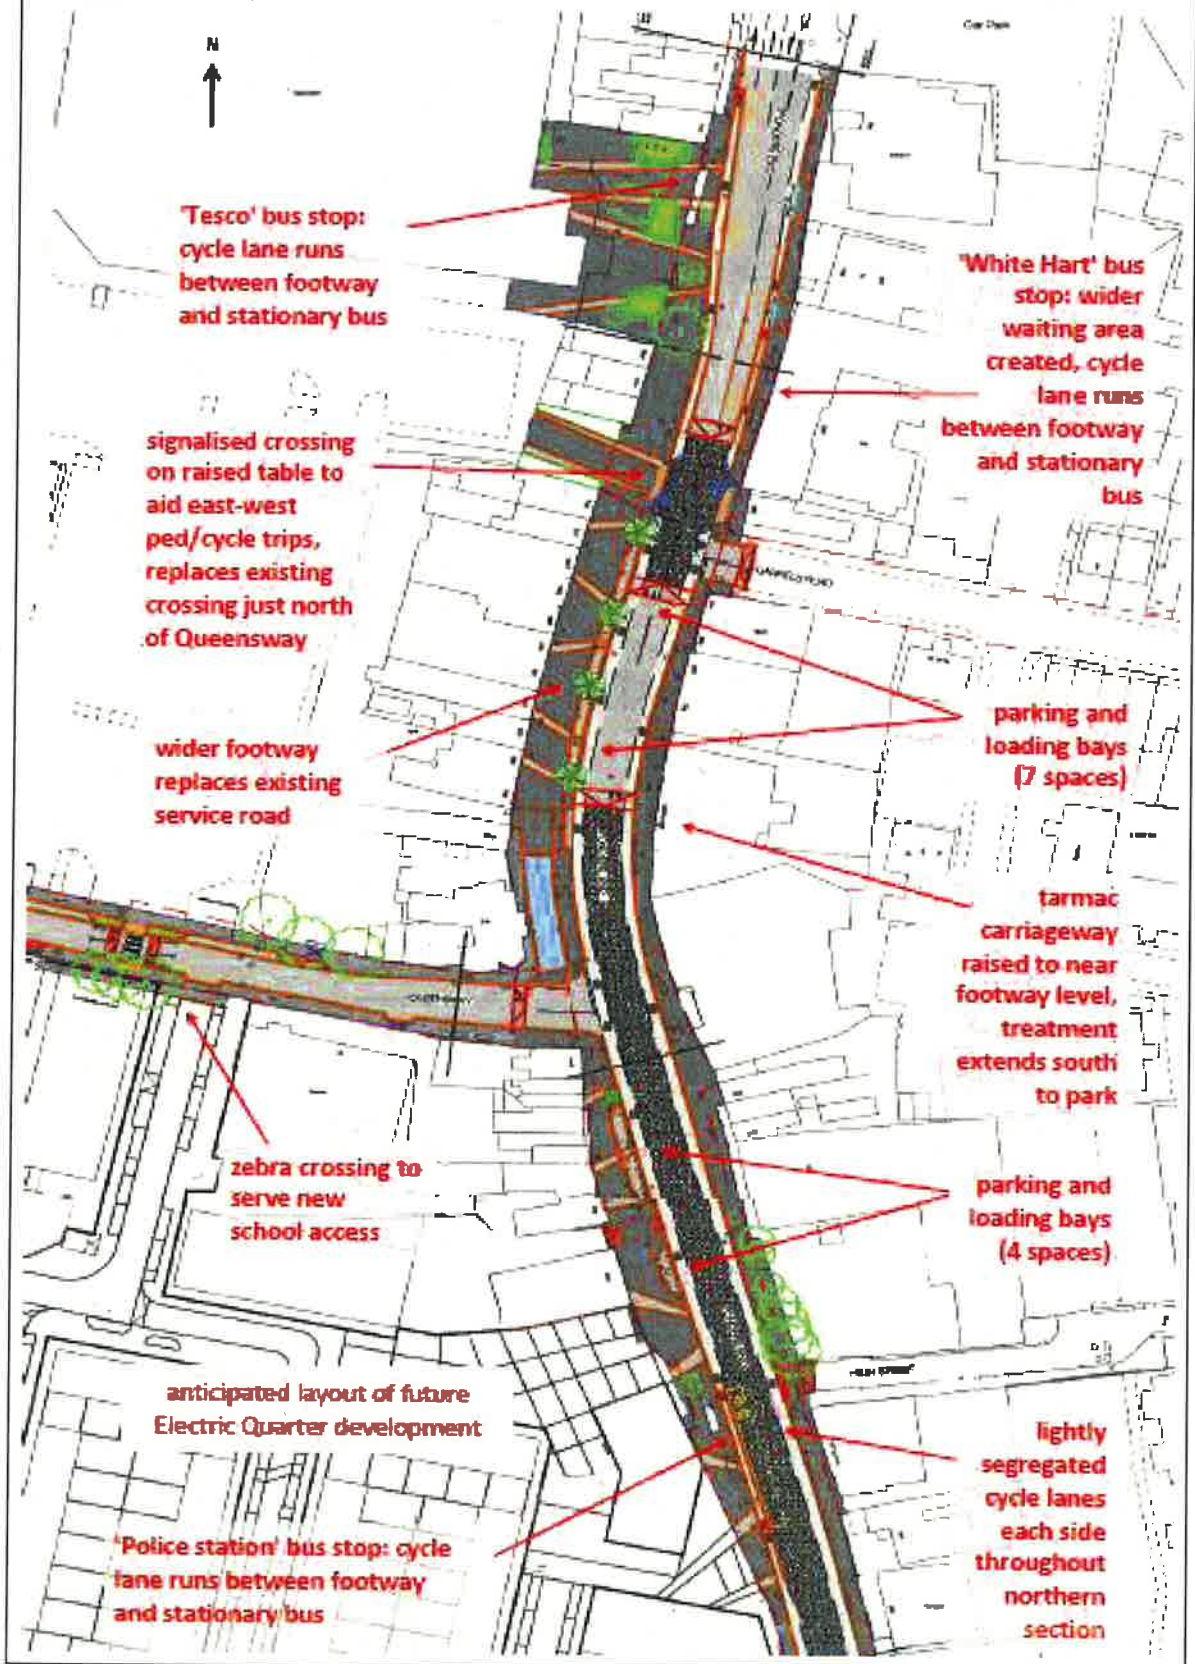 Car Park
N
'Tesco' bus stop:
cycle lane runs
between footway
and stationary bus
'White Hart' bus
stop: wider
waiting area
created, cycle
lane runs
between footway
and stationary
bus
signalised crossing
on raised table to
aid east-west
ped/cycle trips,
replaces existing
crossing just north
of Queensway
parking and
loading bays
(7 spaces)
wider footway
replaces existing
service road
tarmac
carriageway
raised to near
footway level,
treatment
extends south
to park
QUEENSWAY
zebra crossing to
serve new
school access
parking and
loading bays
(4 spaces)
anticipated layout of future
Electric Quarter development
lightly
segregated
cycle lanes
each side
throughout
northern
section
'Police station' bus stop: cycle
lane runs between footway
and stationary bus